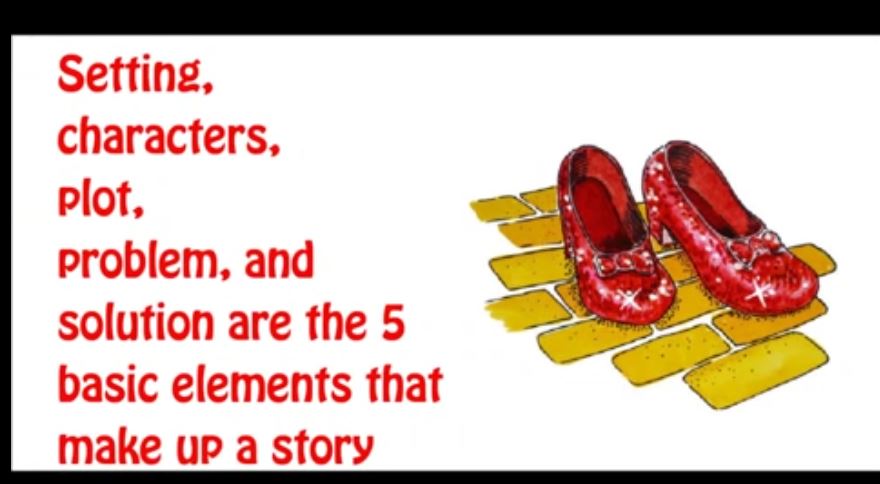 Setting,
characters,
plot,
problem, and
solution are the 5
basic elements that
make up a story